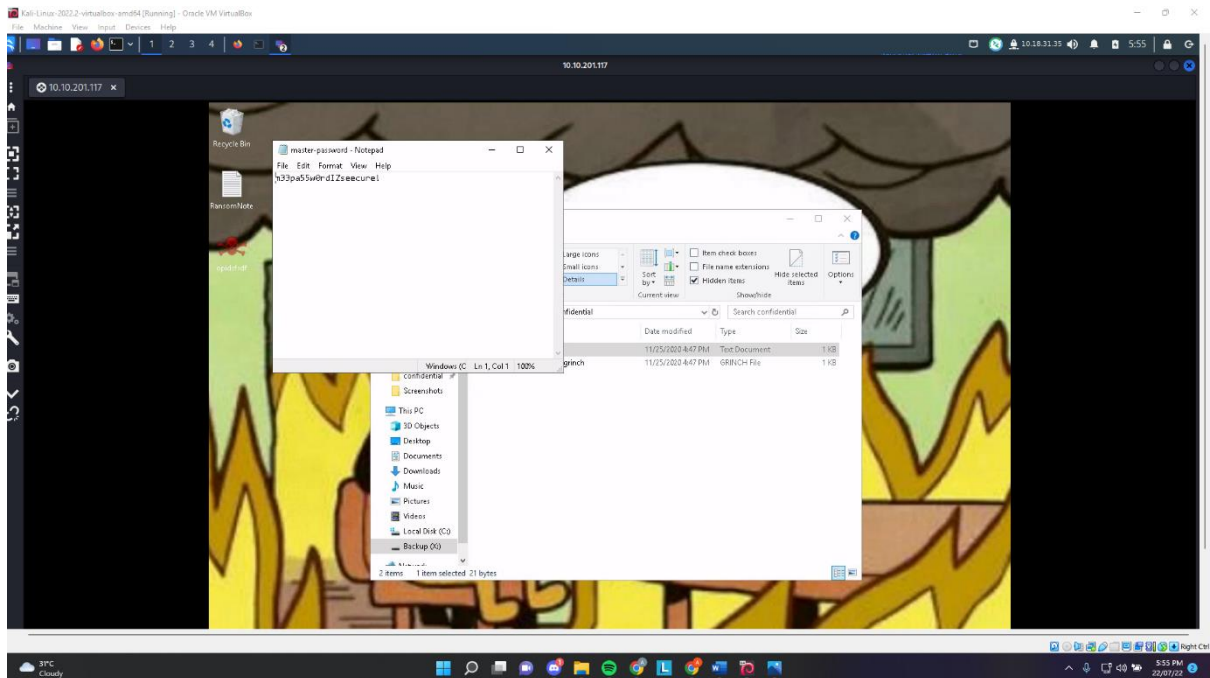 Kali-Linux-2022.2-virtualbox-amd64 [Running] - Oracle VM VirtualBox
File Machine View Input Devices Help
1 2 3 4
10.18.31.35
5:55
10.10.201.117
10.10.201.117
Recycle Bin
RansomNote
master-password - Notepad
File Edit Format View Help
m33pa55w0rdIZseecure!
Windows (C Ln 1, Col 1 100%
Large icons
Small icons
Details
Sort by
Item check boxes
File name extensions
Hidden items
Hide selected items
Options
Current view
Show/hide
Search confidential
Date modified Type Size
11/25/2020 4:47 PM Text Document 1 KB
grinch 11/25/2020 4:47 PM GRINCH File 1 KB
confidential
Screenshots
This PC
3D Objects
Desktop
Documents
Downloads
Music
Pictures
Videos
Local Disk (C:)
Backup (X:)
2 items 1 item selected 21 bytes
Right Ctrl
31°C
Cloudy
5:55 PM
22/07/22